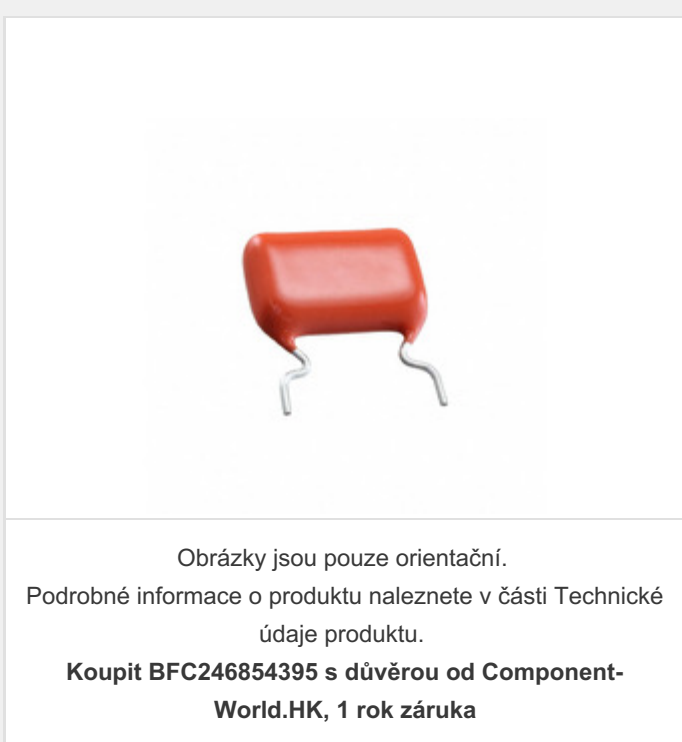 Obrázky jsou pouze orientační.
Podrobné informace o produktu naleznete v části Technické
údaje produktu.
Koupit BFC246854395 s důvěrou od Component-
World.HK, 1 rok záruka